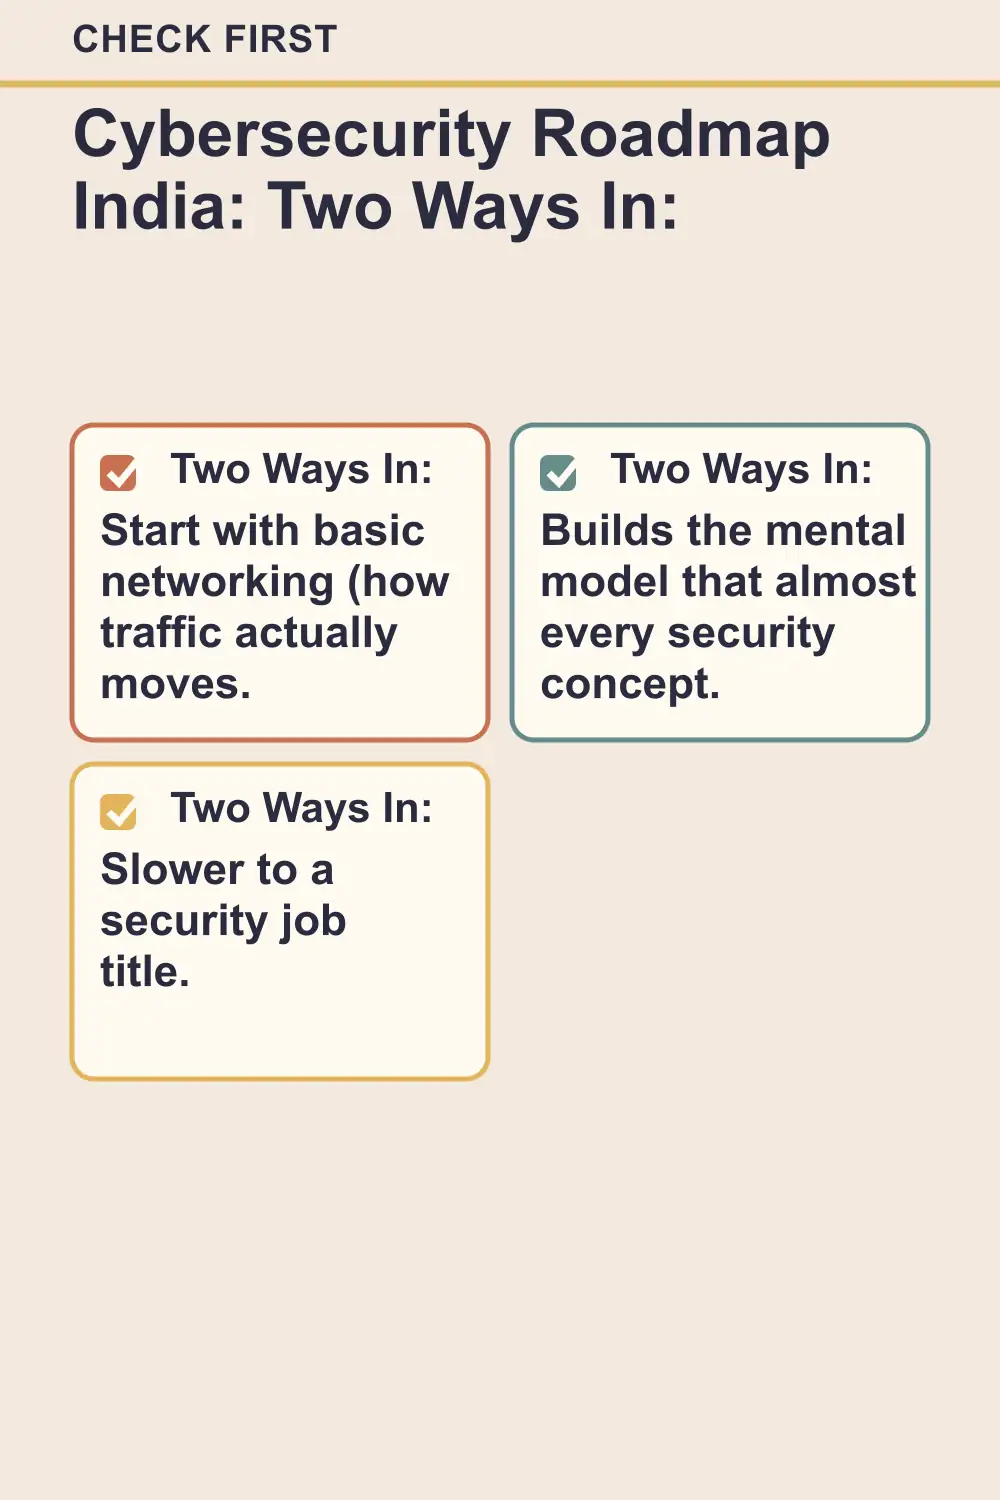 CHECK FIRST
Cybersecurity Roadmap
India: Two Ways In:
Two Ways In:
Start with basic
networking (how
traffic actually
moves.
Two Ways In:
Builds the mental
model that almost
every security
concept.
Two Ways In:
Slower to a
security job
title.